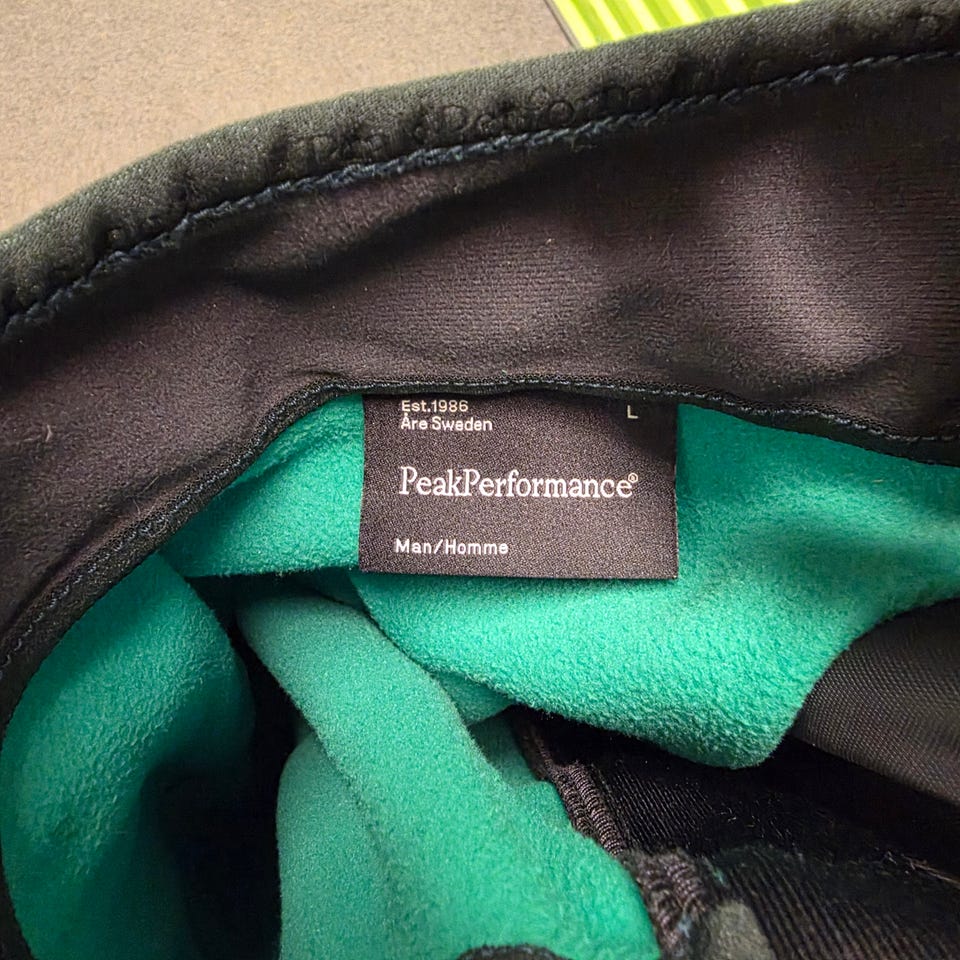 Est.1986
L
Åre Sweden
PeakPerformance®
Man/Homme